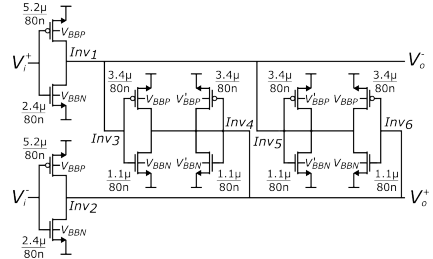 5.2µ
80n
V_BBP
Inv1
V_i^+
V_BBN
2.4µ
80n
5.2µ
80n
V_BBP
V_i^-
Inv2
V_BBN
2.4µ
80n
3.4µ
80n
V_BBP
Inv3
V_BBN
1.1µ
80n
3.4µ
80n
V'_BBP
Inv4
V'_BBN
1.1µ
80n
3.4µ
80n
V'_BBP
Inv5
V'_BBN
1.1µ
80n
3.4µ
80n
V'_BBP
Inv6
V'_BBN
1.1µ
80n
V_o^-
V_o^+